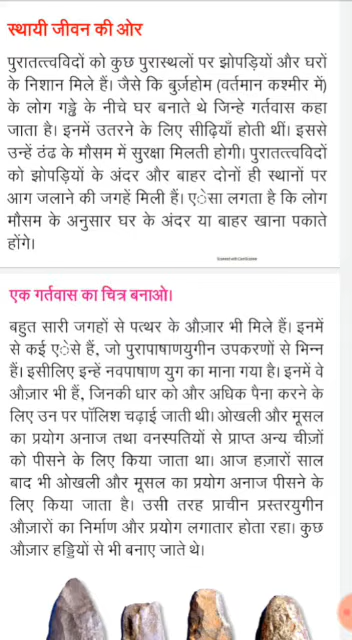 स्थायी जीवन की ओर
पुरातत्त्वविदों को कुछ पुरास्थलों पर झोपड़ियों और घरों
के निशान मिले हैं। जैसे कि बुर्ज़होम (वर्तमान कश्मीर में)
के लोग गड्ढे के नीचे घर बनाते थे जिन्हे गर्तवास कहा
जाता है। इनमें उतरने के लिए सीढ़ियाँ होती थीं। इससे
उन्हें ठंढ के मौसम में सुरक्षा मिलती होगी। पुरातत्त्वविदों
को झोपड़ियों के अंदर और बाहर दोनों ही स्थानों पर
आग जलाने की जगहें मिली हैं। एेसा लगता है कि लोग
मौसम के अनुसार घर के अंदर या बाहर खाना पकाते
होंगे।
Scanned with CamScanner
एक गर्तवास का चित्र बनाओ।
बहुत सारी जगहों से पत्थर के औज़ार भी मिले हैं। इनमें
से कई एेसे हैं, जो पुरापाषाणयुगीन उपकरणों से भिन्न
हैं। इसीलिए इन्हें नवपाषाण युग का माना गया है। इनमें वे
औज़ार भी हैं, जिनकी धार को और अधिक पैना करने के
लिए उन पर पॉलिश चढ़ाई जाती थी। ओखली और मूसल
का प्रयोग अनाज तथा वनस्पतियों से प्राप्त अन्य चीज़ों
को पीसने के लिए किया जाता था। आज हज़ारों साल
बाद भी ओखली और मूसल का प्रयोग अनाज पीसने के
लिए किया जाता है। उसी तरह प्राचीन प्रस्तरयुगीन
औज़ारों का निर्माण और प्रयोग लगातार होता रहा। कुछ
औज़ार हड्डियों से भी बनाए जाते थे।